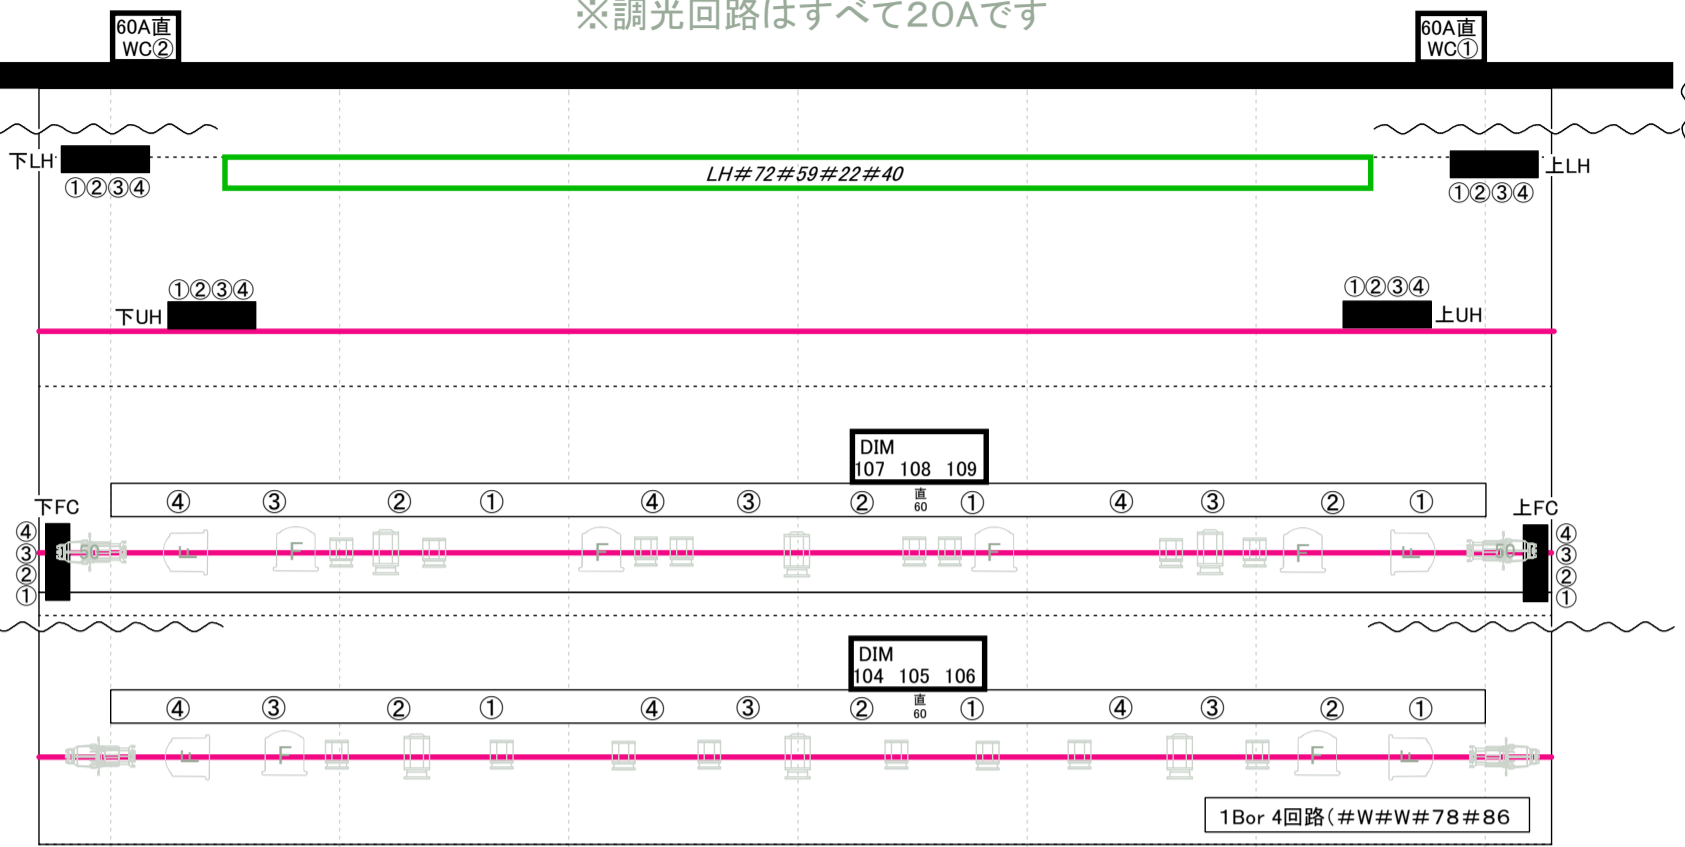 ※調光回路はすべて20Aです
60A直
WC②
60A直
WC①
下LH
①②③④
LH#72#59#22#40
上LH
①②③④
①②③④
下UH
①②③④
上UH
DIM
107 108 109
④ ③ ② ① ④ ③ ② 直 ① ④ ③ ② ①
60
下FC
④
③
②
①
50 F F F F F F 50
上FC
④
③
②
①
DIM
104 105 106
④ ③ ② ① ④ ③ ② 直 ① ④ ③ ② ①
60
F F F F
1Bor 4回路(#W#W#78#86